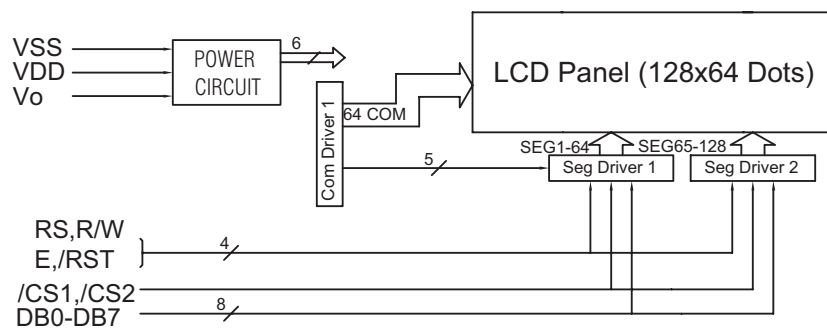 VSS
VDD
Vo
POWER
CIRCUIT
6
LCD Panel (128x64 Dots)
Com Driver 1
64 COM
SEG1-64
SEG65-128
5
Seg Driver 1
Seg Driver 2
RS,R/W
E,/RST
4
/CS1,/CS2
DB0-DB7
8